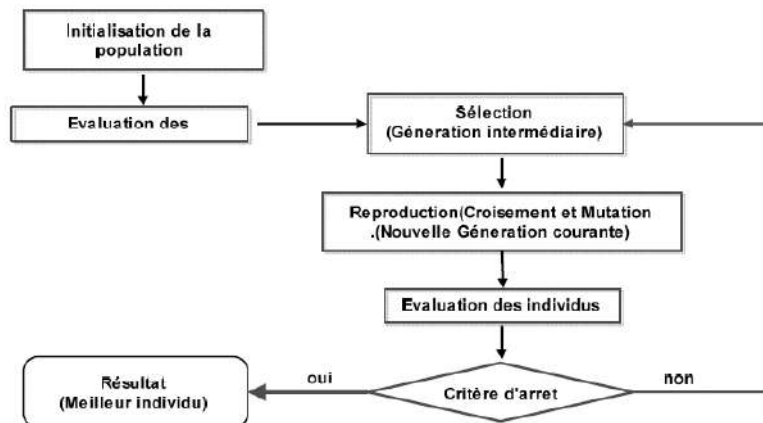 Initialisation de la
population
Evaluation des
Sélection
(Géneration intermédiaire)
Reproduction(Croisement et Mutation
.(Nouvelle Géneration courante)
Evaluation des individus
Critère d'arret
oui
non
Résultat
(Meilleur individu)